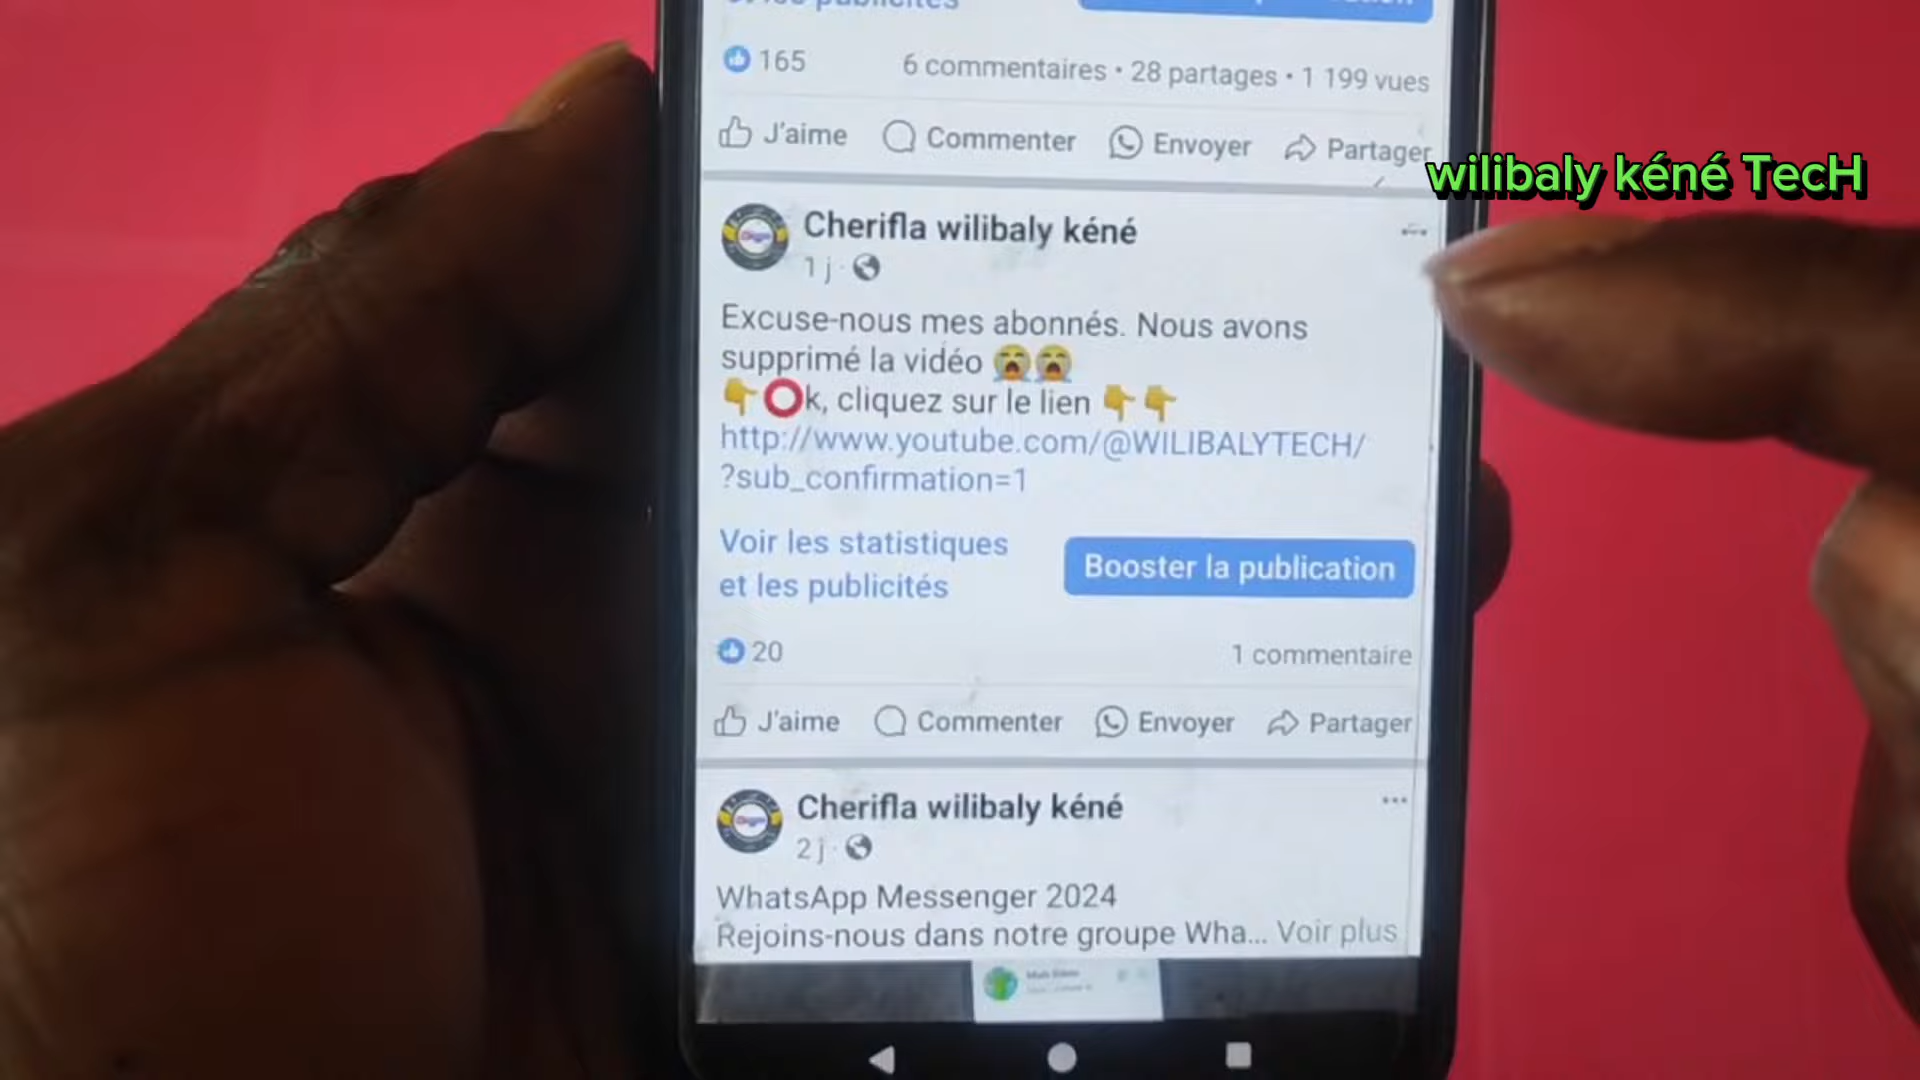 165 6 commentaires • 28 partages • 1 199 vues
J'aime Commenter Envoyer Partager
wilibaly kéné TecH
Cherifla wilibaly kéné
1 j ·
Excuse-nous mes abonnés. Nous avons
supprimé la vidéo 😭😭
👇⭕k, cliquez sur le lien 👇👇
http://www.youtube.com/@WILIBALYTECH/
?sub_confirmation=1
Voir les statistiques
et les publicités
Booster la publication
20 1 commentaire
J'aime Commenter Envoyer Partager
Cherifla wilibaly kéné
2 j ·
WhatsApp Messenger 2024
Rejoins-nous dans notre groupe Wha... Voir plus